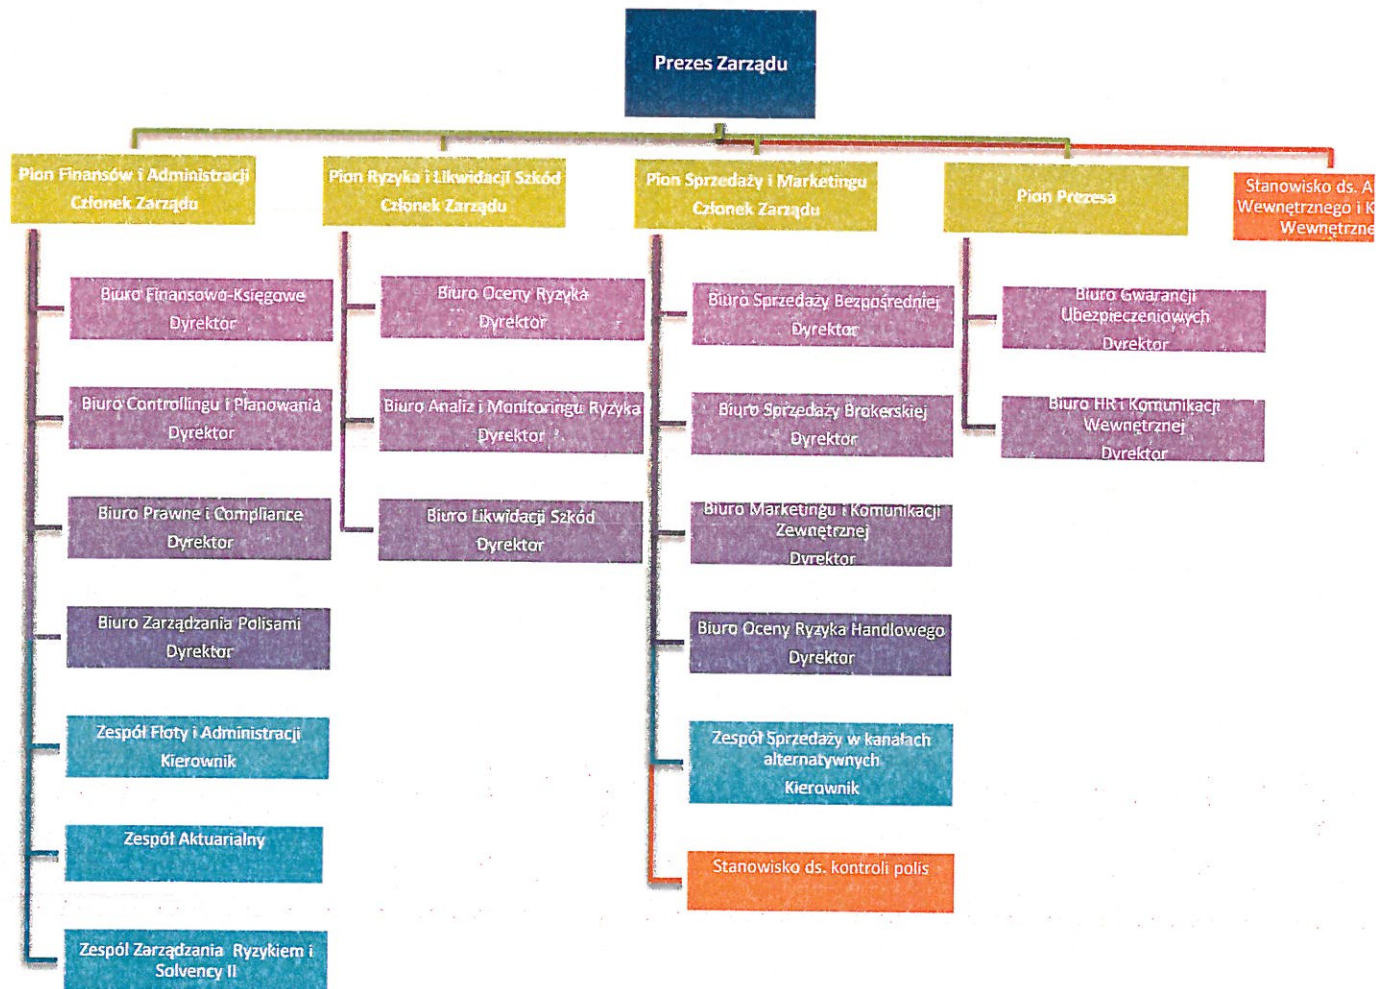 Prezes Zarządu
Pion Finansów i Administracji
Członek Zarządu
Pion Ryzyka i Likwidacji Szkód
Członek Zarządu
Pion Sprzedaży i Marketingu
Członek Zarządu
Pion Prezesa
Stanowisko ds.
Wewnętrznego i
Biuro Finansowo-Księgowe
Dyrektor
Biuro Controllingu i Planowania
Dyrektor
Biuro Prawne i Compliance
Dyrektor
Biuro Zarządzania Polisami
Dyrektor
Zespół Floty i Administracji
Kierownik
Zespół Aktuarialny
Zespół Zarządzania Ryzykiem i
Solvency II
Biuro Oceny Ryzyka
Dyrektor
Biuro Analiz i Monitoringu Ryzyka
Dyrektor
Biuro Likwidacji Szkód
Dyrektor
Biuro Sprzedaży Bezpośredniej
Dyrektor
Biuro Sprzedaży Brokerskiej
Dyrektor
Biuro Marketingu i Komunikacji
Zewnętrznej
Dyrektor
Biuro Oceny Ryzyka Handlowego
Dyrektor
Zespół Sprzedaży w kanałach
alternatywnych
Kierownik
Stanowisko ds. kontroli polis
Biuro Gwarancji
Ubezpieczeniowych
Dyrektor
Biuro HR i Komunikacji
Wewnętrznej
Dyrektor